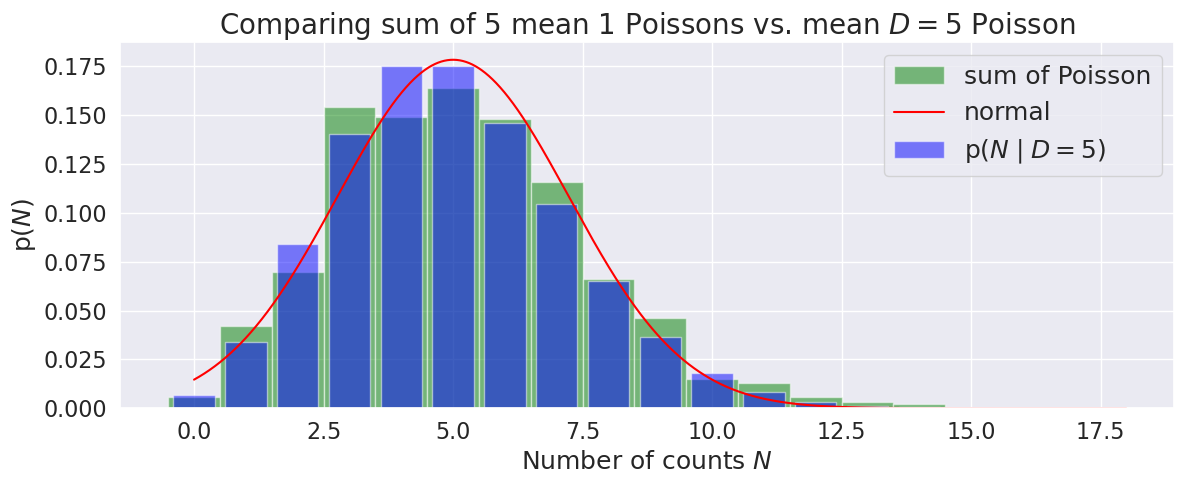 Comparing sum of 5 mean 1 Poissons vs. mean D = 5 Poisson
sum of Poisson
normal
p(N | D = 5)
p(N)
0.175
0.150
0.125
0.100
0.075
0.050
0.025
0.000
0.0 2.5 5.0 7.5 10.0 12.5 15.0 17.5
Number of counts N